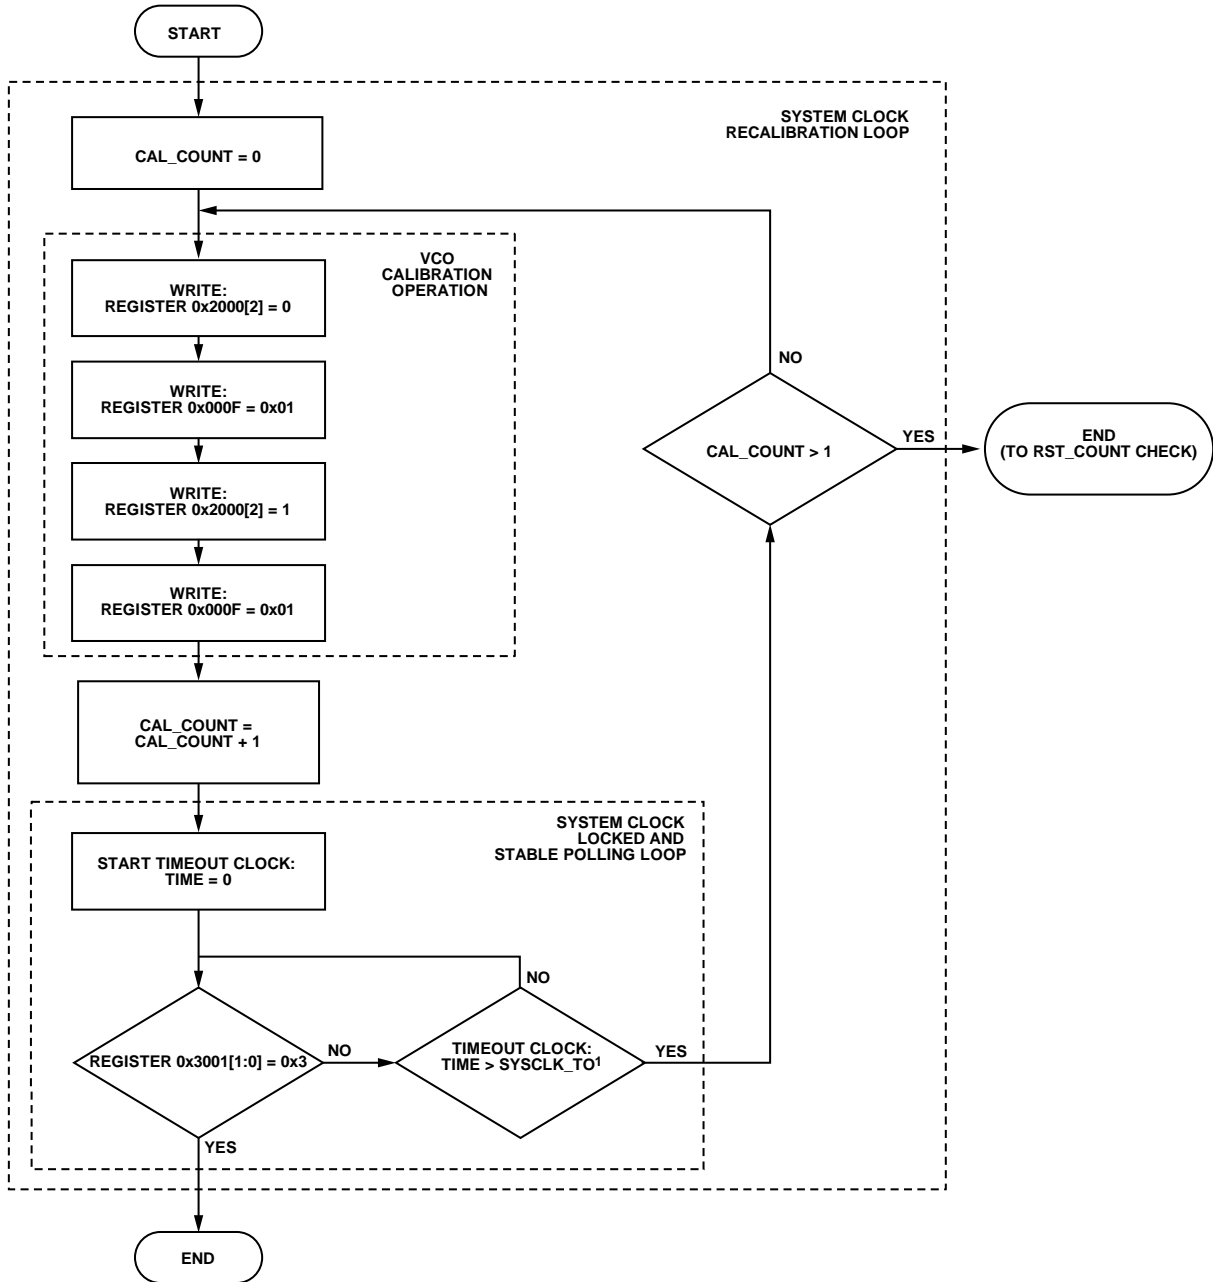 START
SYSTEM CLOCK
RECALIBRATION LOOP
CAL_COUNT = 0
VCO
CALIBRATION
OPERATION
WRITE:
REGISTER 0x2000[2] = 0
WRITE:
REGISTER 0x000F = 0x01
WRITE:
REGISTER 0x2000[2] = 1
WRITE:
REGISTER 0x000F = 0x01
NO
CAL_COUNT > 1
YES
END
(TO RST_COUNT CHECK)
CAL_COUNT =
CAL_COUNT + 1
SYSTEM CLOCK
LOCKED AND
STABLE POLLING LOOP
START TIMEOUT CLOCK:
TIME = 0
NO
REGISTER 0x3001[1:0] = 0x3
NO
TIMEOUT CLOCK:
TIME > SYSCLK_TO¹
YES
YES
END